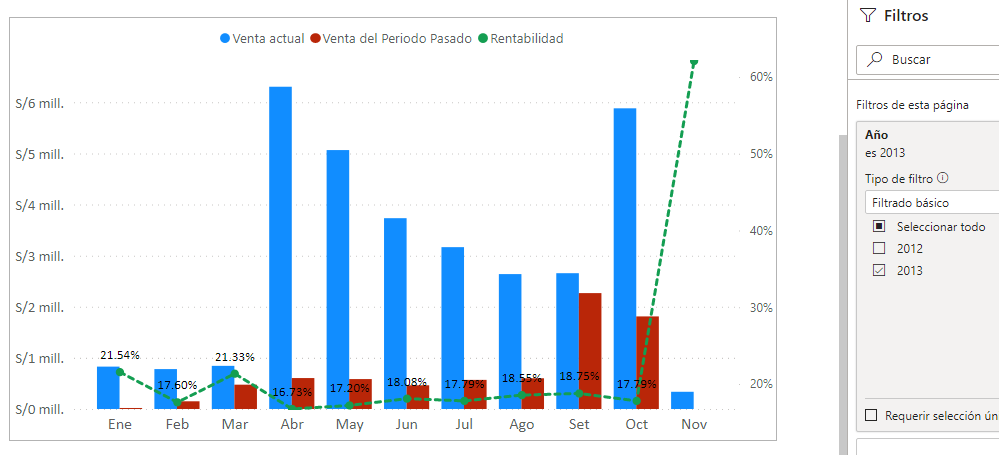 Venta actual Venta del Periodo Pasado Rentabilidad
S/6 mill.
S/5 mill.
S/4 mill.
S/3 mill.
S/2 mill.
S/1 mill.
S/0 mill.
60%
50%
40%
30%
20%
21.54%
17.60%
21.33%
16.73%
17.20%
18.08%
17.79%
18.55%
18.75%
17.79%
Ene Feb Mar Abr May Jun Jul Ago Set Oct Nov
Filtros
Buscar
Filtros de esta página
Año
es 2013
Tipo de filtro
Filtrado básico
Seleccionar todo
2012
2013
Requerir selección ún